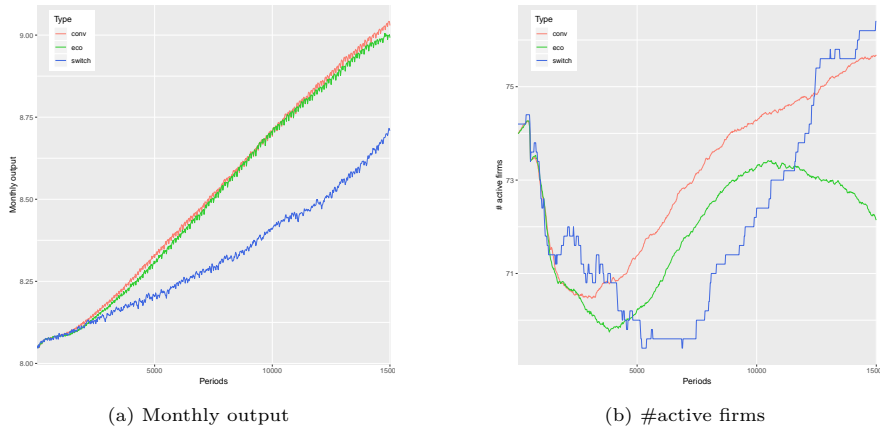 Type
conv
eco
switch
Monthly output
9.00
8.75
8.50
8.25
8.00
5000
10000
1500
Periods
(a) Monthly output
Type
conv
eco
switch
# active firms
75
73
71
5000
10000
1500
Periods
(b) #active firms